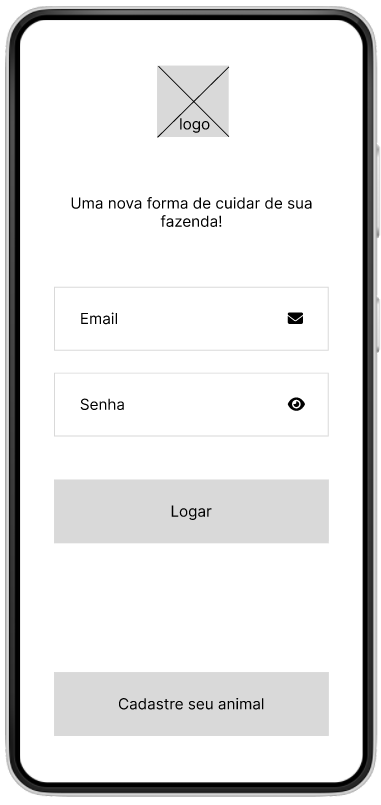 logo
Uma nova forma de cuidar de sua
fazenda!
Email
Senha
Logar
Cadastre seu animal